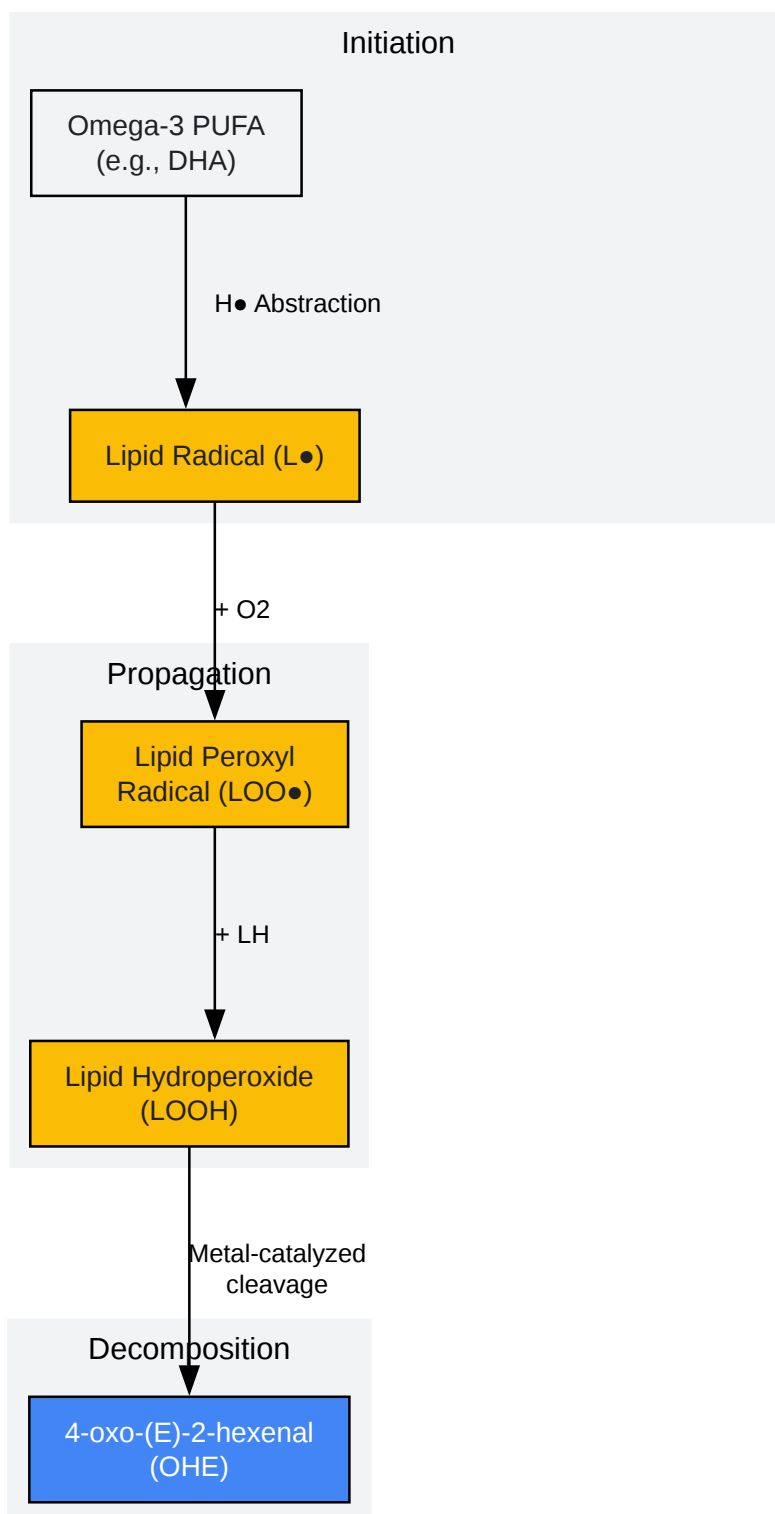 Initiation
Omega-3 PUFA
(e.g., DHA)
H● Abstraction
Lipid Radical (L●)
+ O2
Propagation
Lipid Peroxyl
Radical (LOO●)
+ LH
Lipid Hydroperoxide
(LOOH)
Metal-catalyzed
cleavage
Decomposition
4-oxo-(E)-2-hexenal
(OHE)